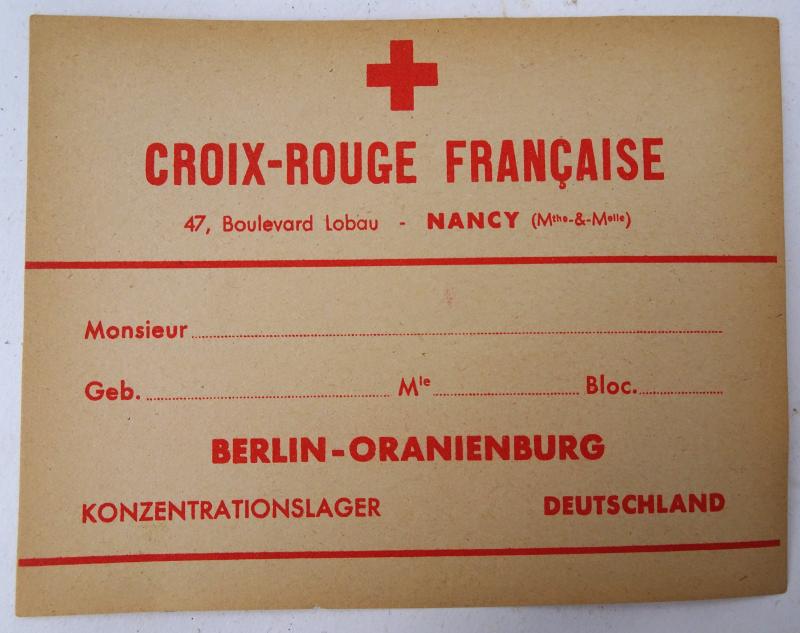 CROIX-ROUGE FRANÇAISE
47, Boulevard Lobau - NANCY (Mthe-&-Melle)
Monsieur
Geb. Mle Bloc.
BERLIN-ORANIENBURG
KONZENTRATIONSLAGER DEUTSCHLAND